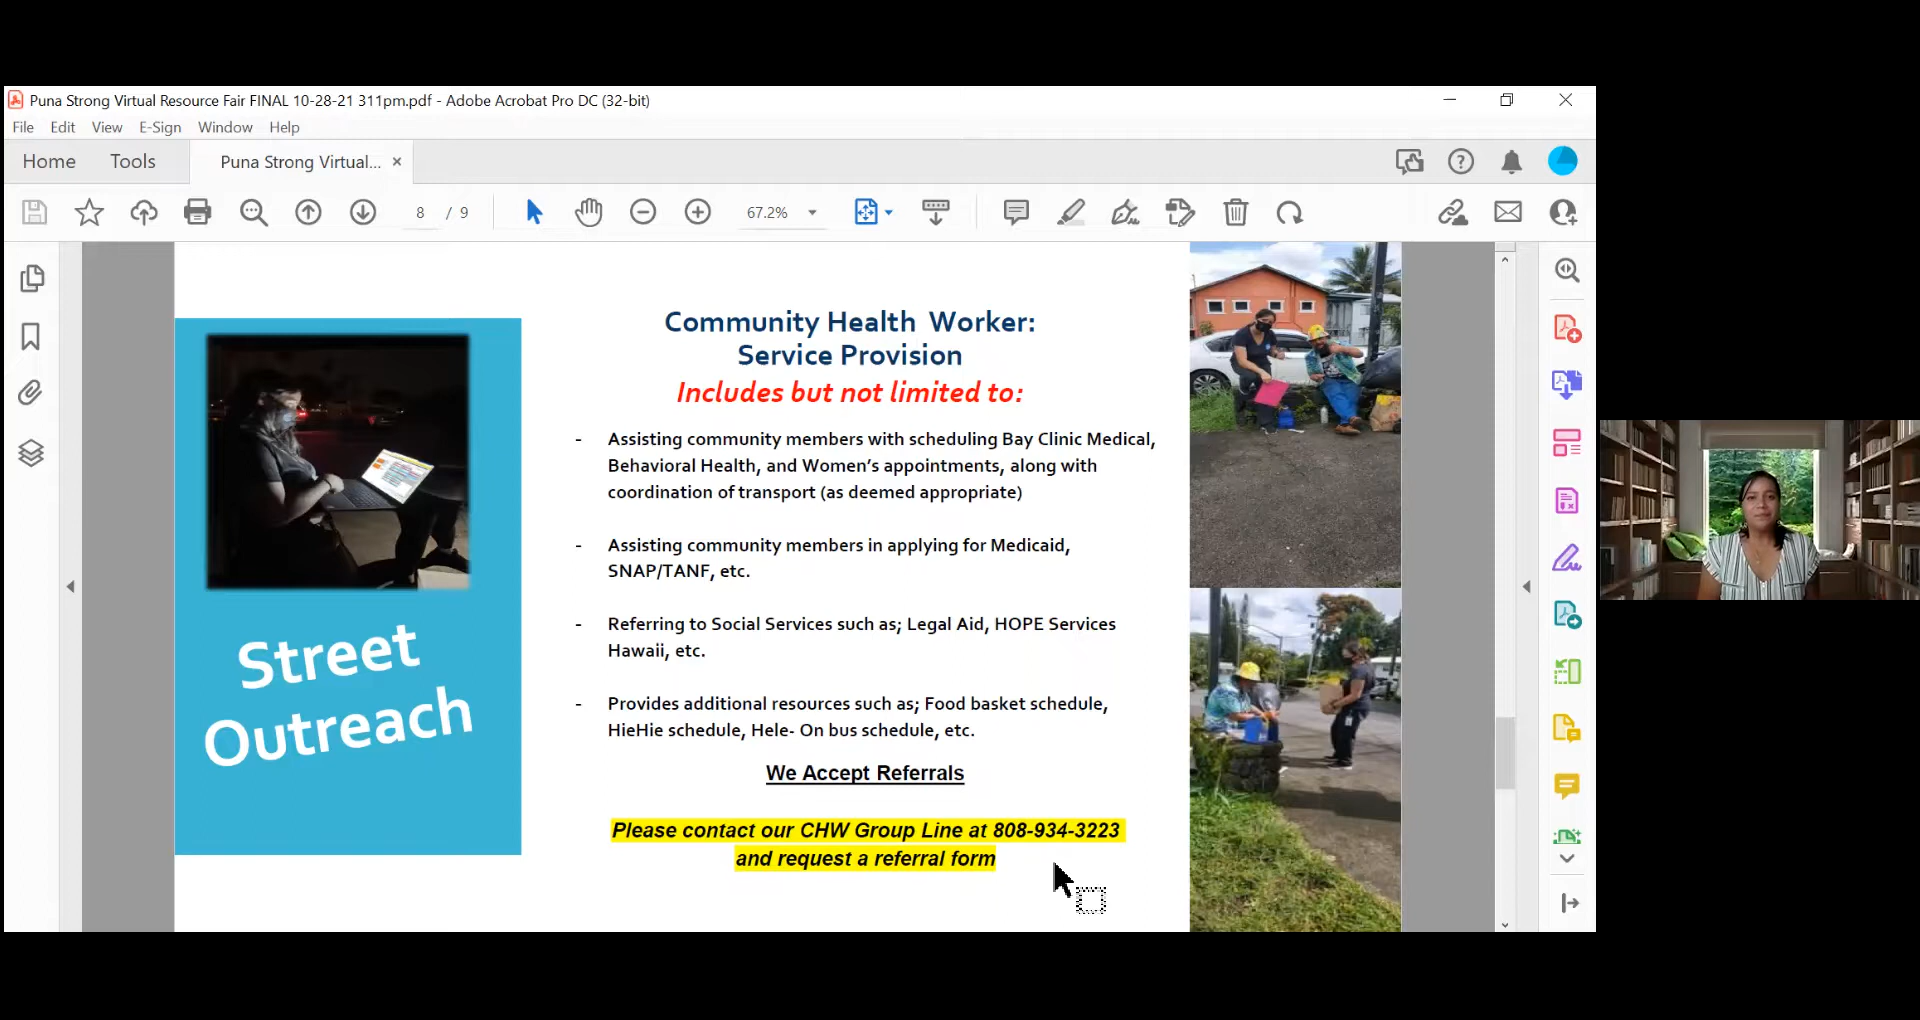 Puna Strong Virtual Resource Fair FINAL 10-28-21 311pm.pdf - Adobe Acrobat Pro DC (32-bit)
File Edit View E-Sign Window Help
Home Tools Puna Strong Virtual... ×
8 / 9 67.2%
Community Health Worker:
Service Provision
Includes but not limited to:
- Assisting community members with scheduling Bay Clinic Medical,
Behavioral Health, and Women's appointments, along with
coordination of transport (as deemed appropriate)
- Assisting community members in applying for Medicaid,
SNAP/TANF, etc.
- Referring to Social Services such as; Legal Aid, HOPE Services
Hawaii, etc.
- Provides additional resources such as; Food basket schedule,
HieHie schedule, Hele- On bus schedule, etc.
We Accept Referrals
Please contact our CHW Group Line at 808-934-3223
and request a referral form
Street
Outreach